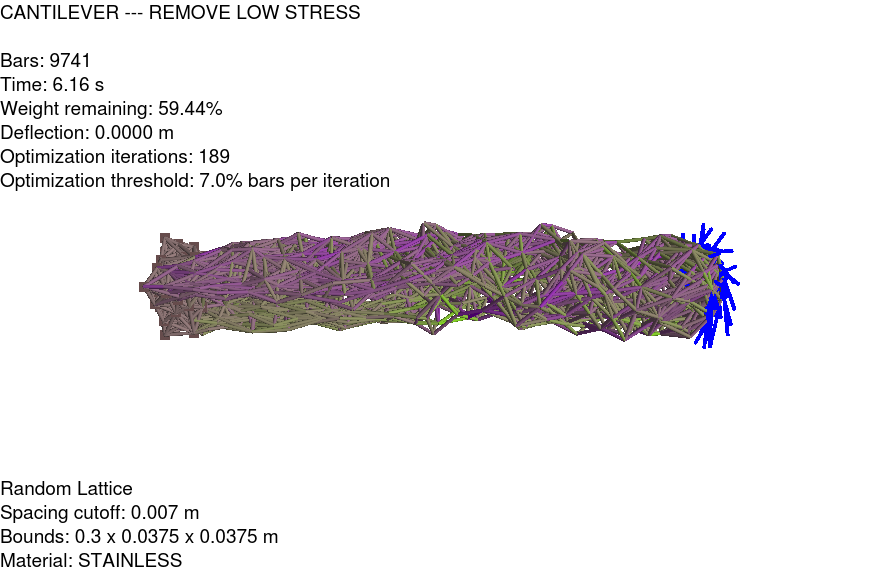 CANTILEVER --- REMOVE LOW STRESS
Bars: 9741
Time: 6.16 s
Weight remaining: 59.44%
Deflection: 0.0000 m
Optimization iterations: 189
Optimization threshold: 7.0% bars per iteration
Random Lattice
Spacing cutoff: 0.007 m
Bounds: 0.3 x 0.0375 x 0.0375 m
Material: STAINLESS